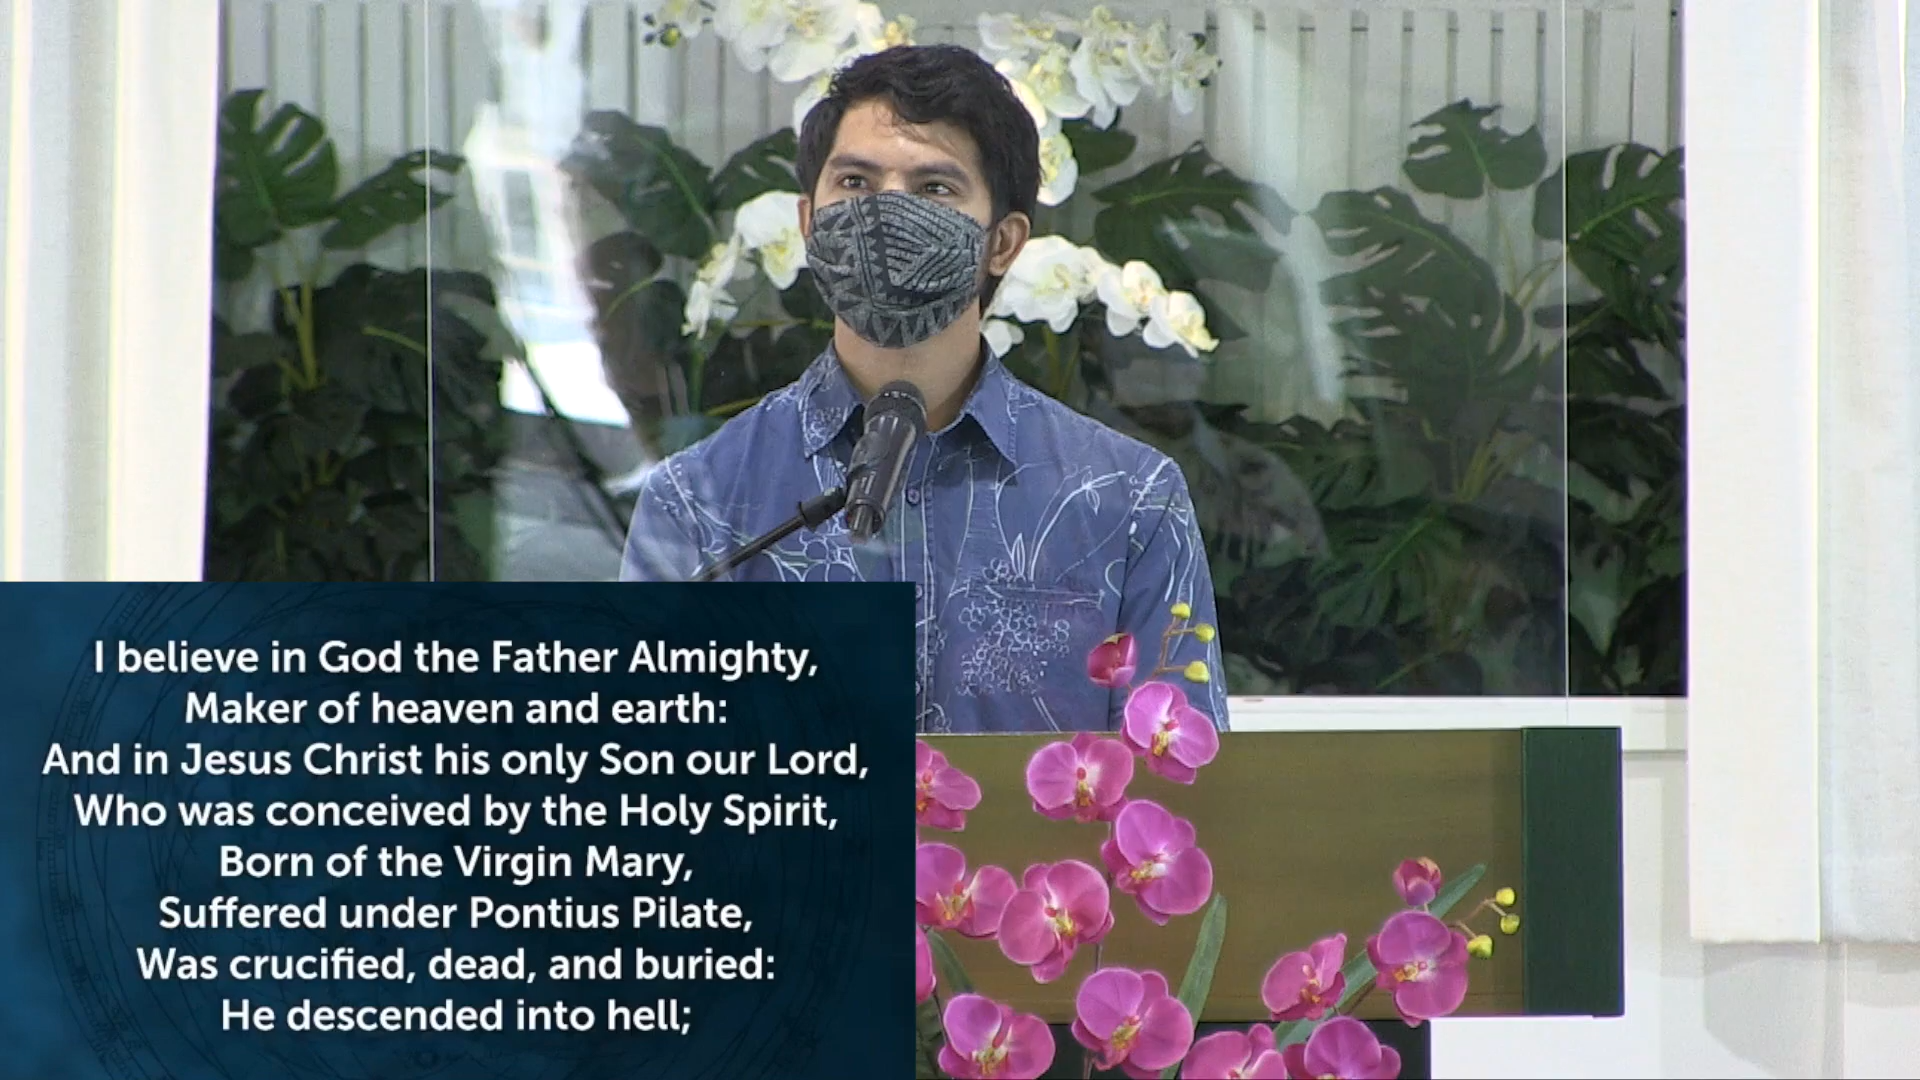 I believe in God the Father Almighty,
Maker of heaven and earth:
And in Jesus Christ his only Son our Lord,
Who was conceived by the Holy Spirit,
Born of the Virgin Mary,
Suffered under Pontius Pilate,
Was crucified, dead, and buried:
He descended into hell;